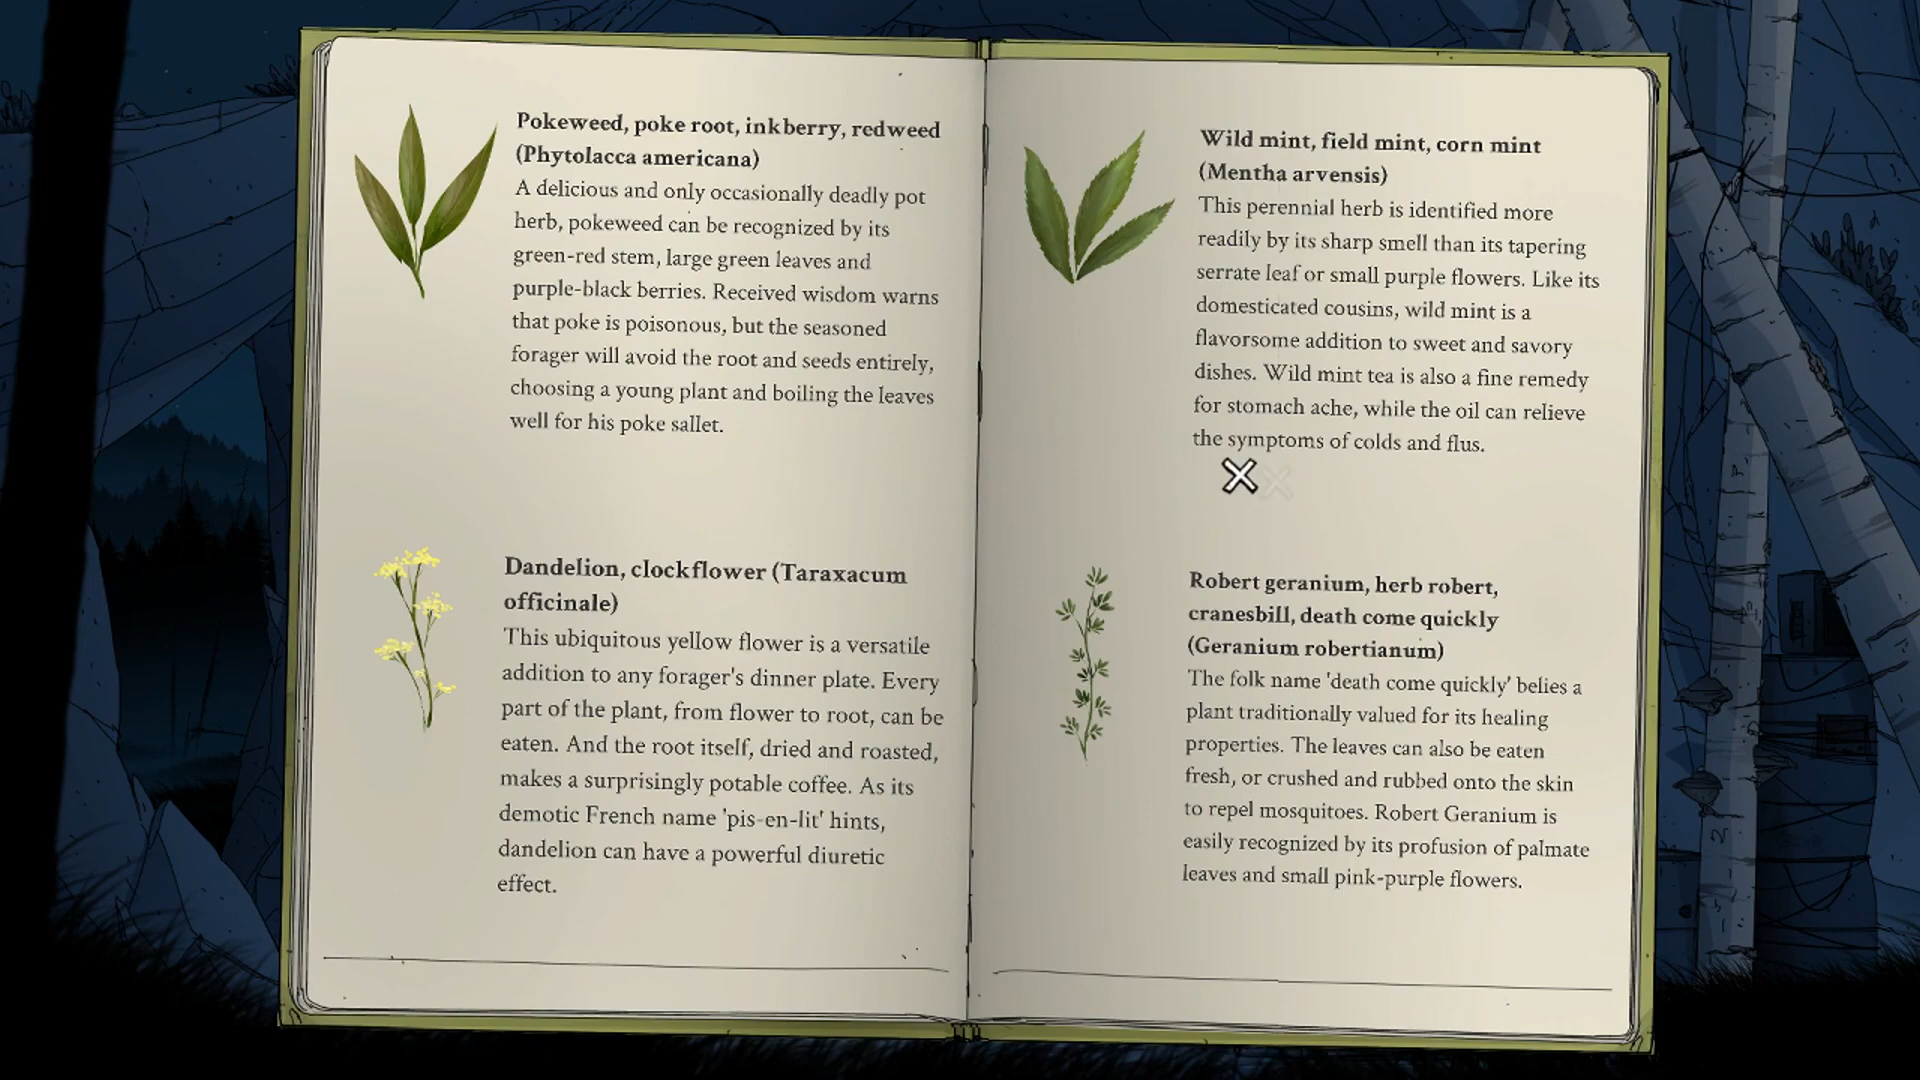 Pokeweed, poke root, inkberry, redweed
(Phytolacca americana)
A delicious and only occasionally deadly pot
herb, pokeweed can be recognized by its
green-red stem, large green leaves and
purple-black berries. Received wisdom warns
that poke is poisonous, but the seasoned
forager will avoid the root and seeds entirely,
choosing a young plant and boiling the leaves
well for his poke sallet.
Dandelion, clockflower (Taraxacum
officinale)
This ubiquitous yellow flower is a versatile
addition to any forager's dinner plate. Every
part of the plant, from flower to root, can be
eaten. And the root itself, dried and roasted,
makes a surprisingly potable coffee. As its
demotic French name 'pis-en-lit' hints,
dandelion can have a powerful diuretic
effect.
Wild mint, field mint, corn mint
(Mentha arvensis)
This perennial herb is identified more
readily by its sharp smell than its tapering
serrate leaf or small purple flowers. Like its
domesticated cousins, wild mint is a
flavorsome addition to sweet and savory
dishes. Wild mint tea is also a fine remedy
for stomach ache, while the oil can relieve
the symptoms of colds and flus.
Robert geranium, herb robert,
cranesbill, death come quickly
(Geranium robertianum)
The folk name 'death come quickly' belies a
plant traditionally valued for its healing
properties. The leaves can also be eaten
fresh, or crushed and rubbed onto the skin
to repel mosquitoes. Robert Geranium is
easily recognized by its profusion of palmate
leaves and small pink-purple flowers.